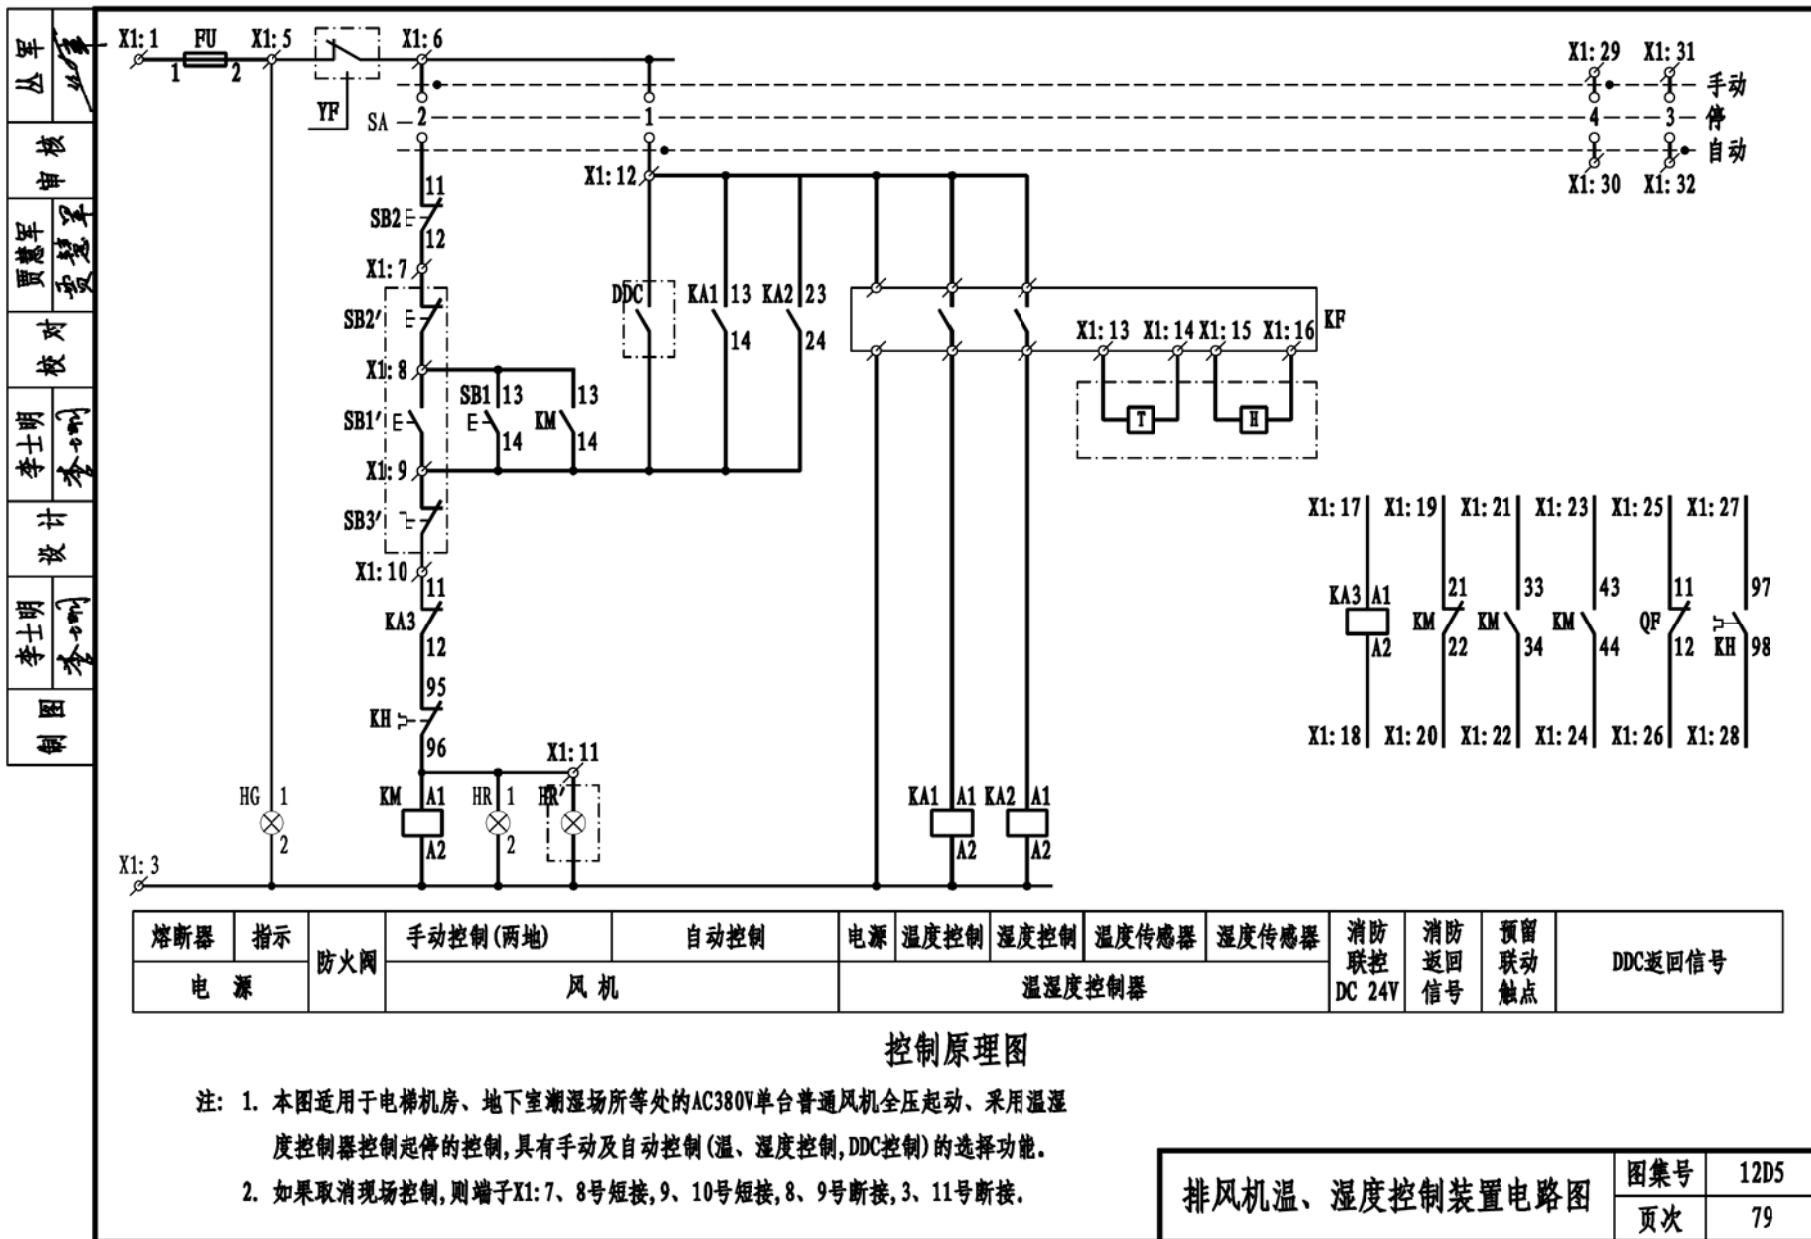 丛军
审核
贾慧军
校对
李士明
设计
李士明
制图
X1:1 FU X1:5 X1:6
1 2
YF
SA 2 1
X1:29 X1:31
手动
4 3 停
自动
X1:30 X1:32
X1:12
11
SB2
12
X1:7
SB2'
DDC KA1 13 KA2 23
14 24
KF
X1:13 X1:14 X1:15 X1:16
T H
X1:8
SB1 13 13
SB1' KM
14 14
X1:9
SB3'
X1:10
11
KA3
12
95
KH
96
X1:11
HG 1
2
KM A1
A2
HR 1
2
HR'
KA1 A1
A2
KA2 A1
A2
X1:3
X1:17 X1:19 X1:21 X1:23 X1:25 X1:27
KA3 A1
A2
21
KM
22
33
KM
34
43
KM
44
11
QF
12
97
KH 98
X1:18 X1:20 X1:22 X1:24 X1:26 X1:28
熔断器 指示 防火阀 手动控制(两地) 自动控制 电源 温度控制 湿度控制 温度传感器 湿度传感器
电 源 风机 温湿度控制器
消防
联控
DC 24V
消防
返回
信号
预留
联动
触点
DDC返回信号
控制原理图
注: 1. 本图适用于电梯机房、地下室潮湿场所等处的AC380V单台普通风机全压起动、采用温湿
度控制器控制起停的控制,具有手动及自动控制(温、湿度控制,DDC控制)的选择功能。
2. 如果取消现场控制,则端子X1:7、8号短接,9、10号短接,8、9号断接,3、11号断接.
排风机温、湿度控制装置电路图
图集号 12D5
页次 79